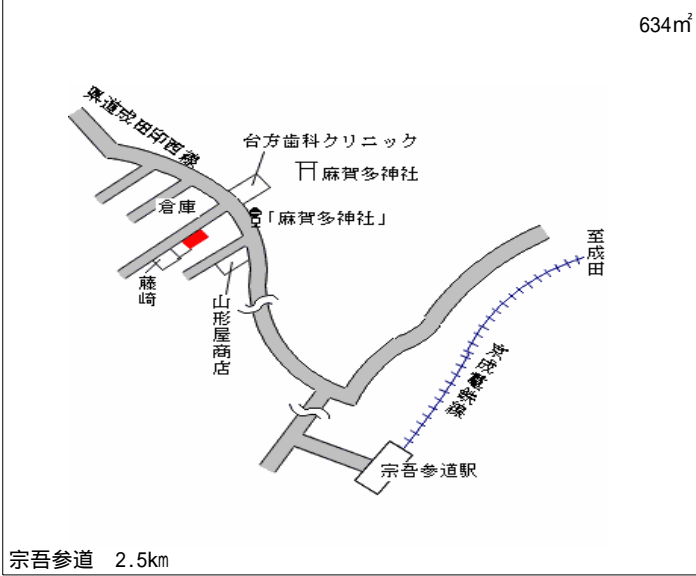 634㎡
県道成田印西線
台方歯科クリニック
麻賀多神社
倉庫
「麻賀多神社」
至成田
藤崎
山形屋商店
京成電鉄線
宗吾参道駅
宗吾参道 2.5km